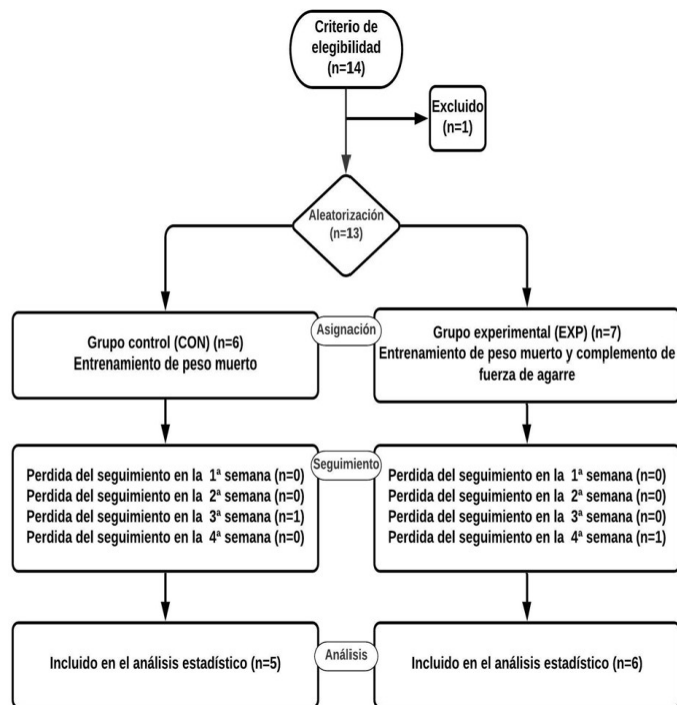 Criterio de
elegibilidad
(n=14)
Excluido
(n=1)
Aleatorización
(n=13)
Asignación
Grupo control (CON) (n=6)
Entrenamiento de peso muerto
Grupo experimental (EXP) (n=7)
Entrenamiento de peso muerto y complemento de
fuerza de agarre
Seguimiento
Perdida del seguimiento en la 1ª semana (n=0)
Perdida del seguimiento en la 2ª semana (n=0)
Perdida del seguimiento en la 3ª semana (n=1)
Perdida del seguimiento en la 4ª semana (n=0)
Perdida del seguimiento en la 1ª semana (n=0)
Perdida del seguimiento en la 2ª semana (n=0)
Perdida del seguimiento en la 3ª semana (n=0)
Perdida del seguimiento en la 4ª semana (n=1)
Análisis
Incluido en el análisis estadístico (n=5)
Incluido en el análisis estadístico (n=6)